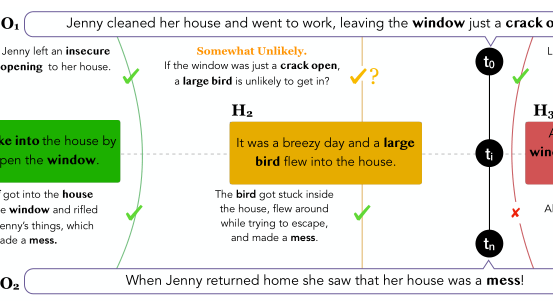 O₁ Jenny cleaned her house and went to work, leaving the window just a crack o
Jenny left an insecure
opening to her house.
Somewhat Unlikely.
If the window was just a crack open,
a large bird is unlikely to get in?
?
t₀
L
H₂
H₃
ke into the house by
pen the window.
It was a breezy day and a large
bird flew into the house.
tᵢ
A
wind
f got into the house
e window and rifled
enny's things, which
ade a mess.
The bird got stuck inside
the house, flew around
while trying to escape,
and made a mess.
Al
tₙ
O₂ When Jenny returned home she saw that her house was a mess!